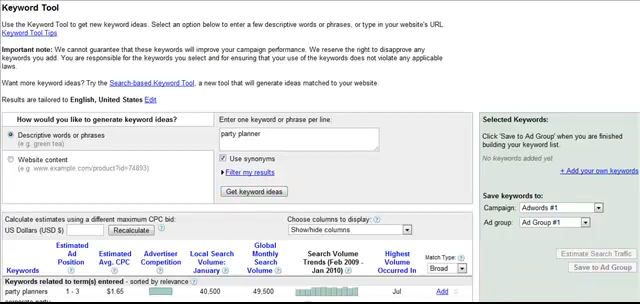 Keyword Tool
Use the Keyword Tool to get new keyword ideas. Select an option below to enter a few descriptive words or phrases, or type in your website's URL.
Keyword Tool Tips
Important note: We cannot guarantee that these keywords will improve your campaign performance. We reserve the right to disapprove any
keywords you add. You are responsible for the keywords you select and for ensuring that your use of the keywords does not violate any applicable
laws.
Want more keyword ideas? Try the Search-based Keyword Tool, a new tool that will generate ideas matched to your website.
Results are tailored to English, United States Edit
How would you like to generate keyword ideas?
Descriptive words or phrases
(e.g. green tea)
Website content
(e.g. www.example.com/product?id=74893)
Enter one keyword or phrase per line:
party planner
Use synonyms
Filter my results
Get keyword ideas
Selected Keywords:
Click 'Save to Ad Group' when you are finished
building your keyword list.
No keywords added yet
+ Add your own keywords
Save keywords to:
Campaign: Adwords #1
Ad group: Ad Group #1
Estimate Search Traffic
Save to Ad Group
Calculate estimates using a different maximum CPC bid:
US Dollars (USD $) Recalculate ?
Choose columns to display: ?
Show/hide columns
Keywords
Estimated
Ad
Position ?
Estimated
Avg. CPC
?
Advertiser
Competition ?
Local Search
Volume:
January ?
Global
Monthly
Search
Volume ?
Search Volume
Trends (Feb 2009 -
Jan 2010) ?
Highest
Volume
Occurred In
Match Type: ?
Broad
Keywords related to term(s) entered - sorted by relevance ?
party planners 1 - 3 $1.65 40,500 49,500 Jul Add
corporate party